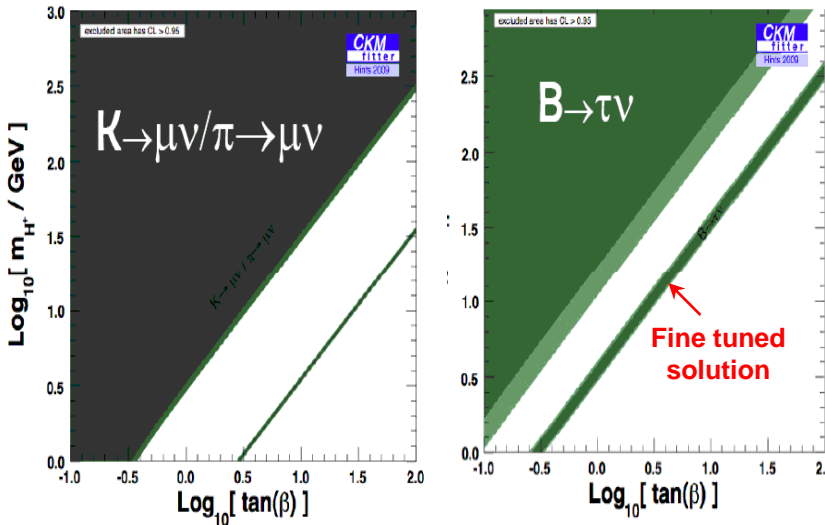 excluded area has CL > 0.95
CKM
fitter
Hints 2009
K→μν/π→μν
K→ μν / π→ μν
Log₁₀[ m_H⁺ / GeV ]
3.0
2.5
2.0
1.5
1.0
0.5
0.0
-1.0 -0.5 0.0 0.5 1.0 1.5 2.0
Log₁₀[ tan(β) ]
excluded area has CL > 0.95
CKM
fitter
Hints 2009
B→τν
B→τν
Fine tuned
solution
2.5
2.0
1.5
1.0
0.5
0.0
-1.0 -0.5 0.0 0.5 1.0 1.5 2.
Log₁₀[ tan(β) ]